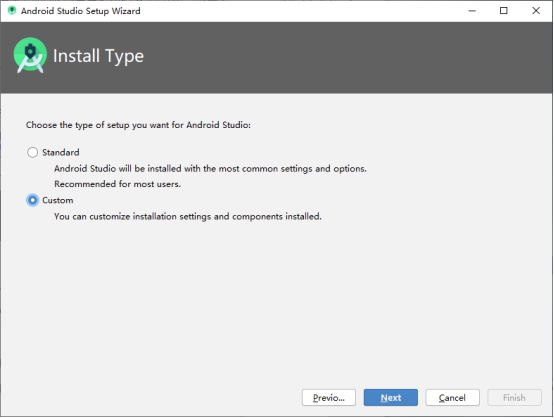 Android Studio Setup Wizard
Install Type
Choose the type of setup you want for Android Studio:
Standard
Android Studio will be installed with the most common settings and options.
Recommended for most users.
Custom
You can customize installation settings and components installed.
Previo... Next Cancel Finish